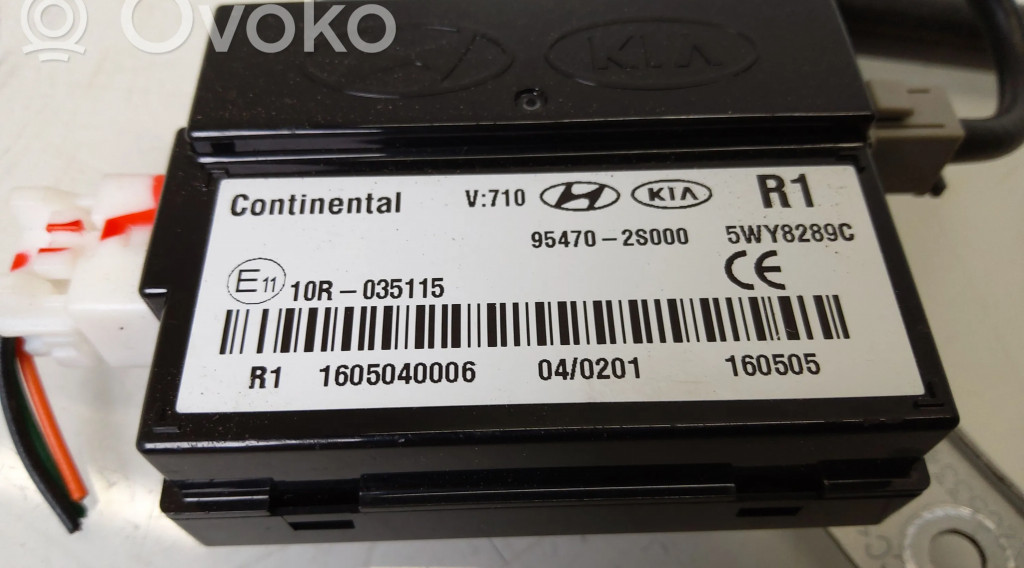 Ovoko
KIA
Continental V:710 KIA R1
95470-2S000 5WY8289C
E11 10R-035115 CE
R1 1605040006 04/0201 160505